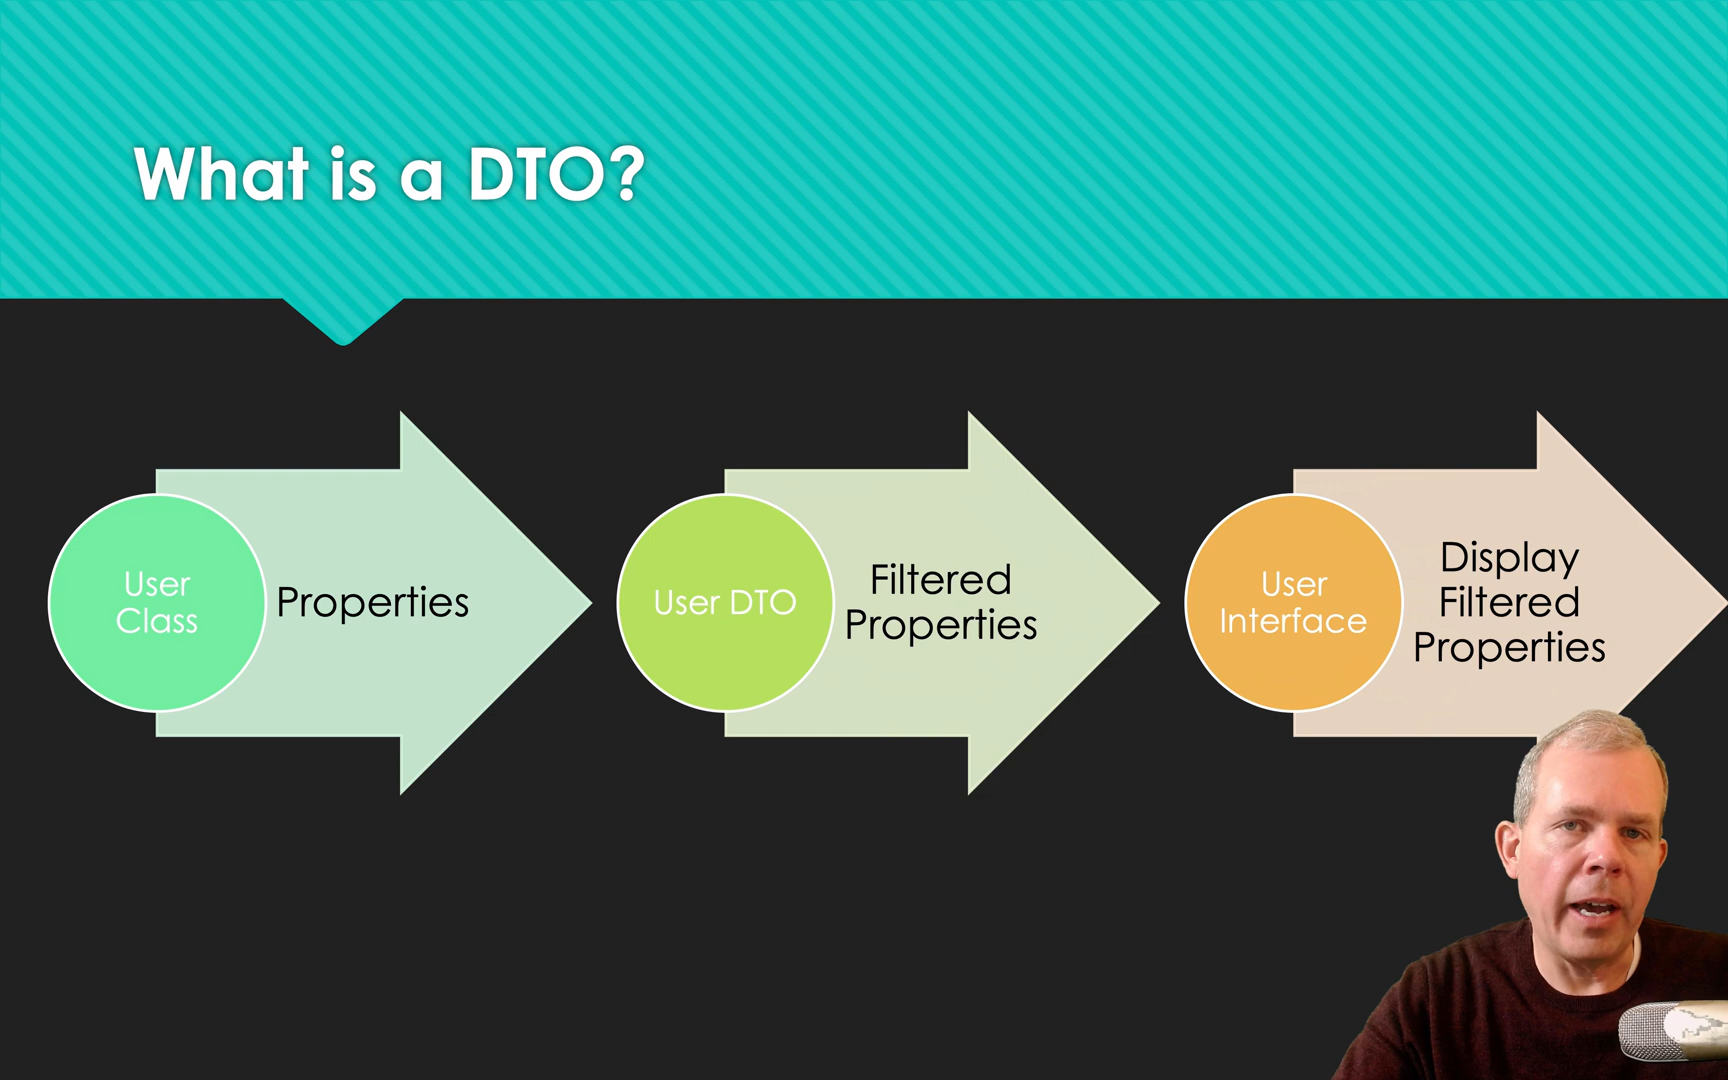 What is a DTO?
User
Class
Properties
User DTO
Filtered
Properties
User
Interface
Display
Filtered
Properties